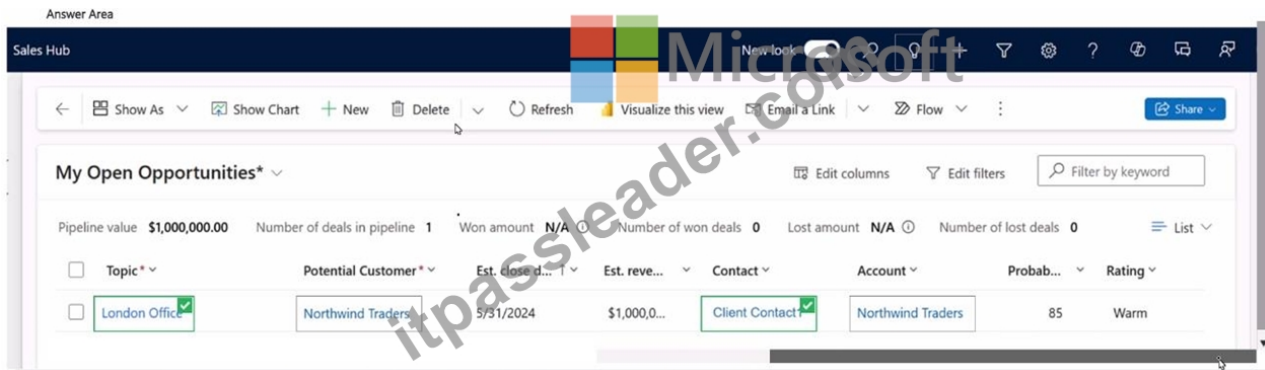 Answer Area
Sales Hub New look
Microsoft
Show As Show Chart New Delete Refresh Visualize this view Email a Link Flow Share
My Open Opportunities* Edit columns Edit filters Filter by keyword
Pipeline value $1,000,000.00 Number of deals in pipeline 1 Won amount N/A Number of won deals 0 Lost amount N/A Number of lost deals 0 List
Topic* Potential Customer* Est. close d... Est. reve... Contact Account Probab... Rating
London Office Northwind Traders 5/31/2024 $1,000,0... Client Contact1 Northwind Traders 85 Warm
itpassleader.com